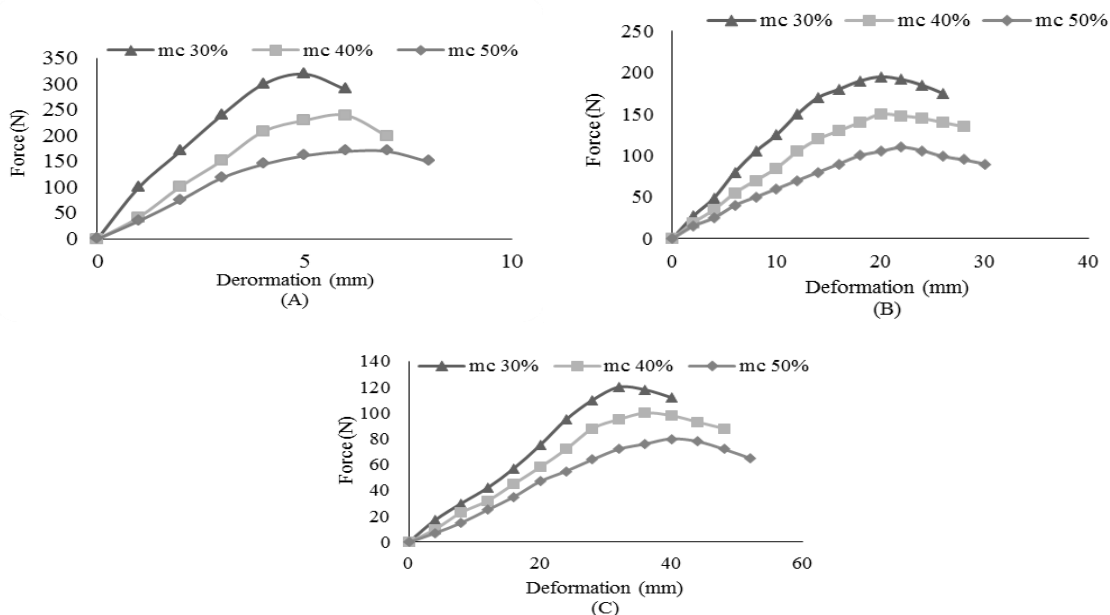 mc 30% mc 40% mc 50%
350
300
250
200
150
100
50
0
Force (N)
0 5 10
Derormation (mm)
(A)
mc 30% mc 40% mc 50%
250
200
150
100
50
0
Force (N)
0 10 20 30 40
Deformation (mm)
(B)
mc 30% mc 40% mc 50%
140
120
100
80
60
40
20
0
Force (N)
0 20 40 60
Deformation (mm)
(C)